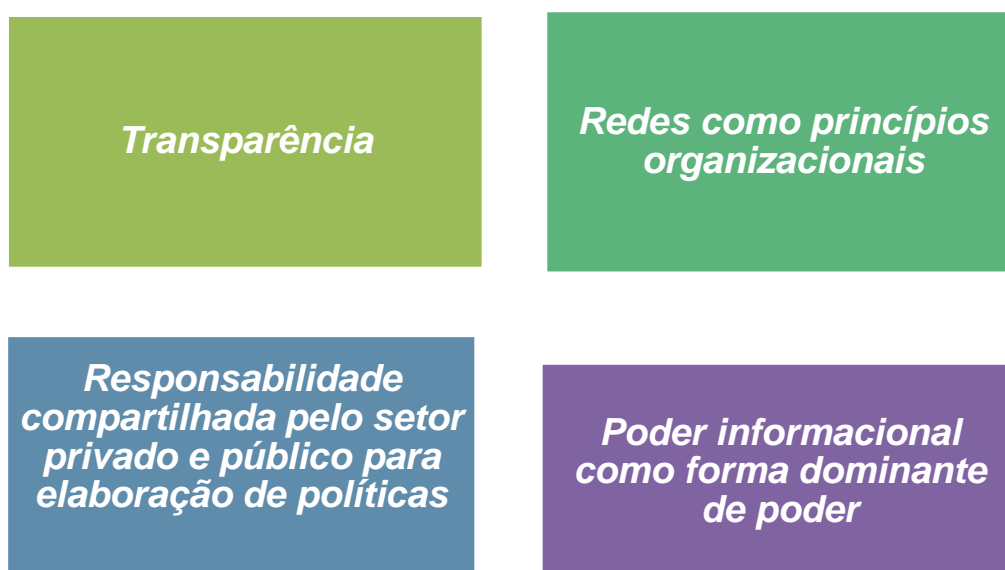 Transparência
Redes como princípios
organizacionais
Responsabilidade
compartilhada pelo setor
privado e público para
elaboração de políticas
Poder informacional
como forma dominante
de poder